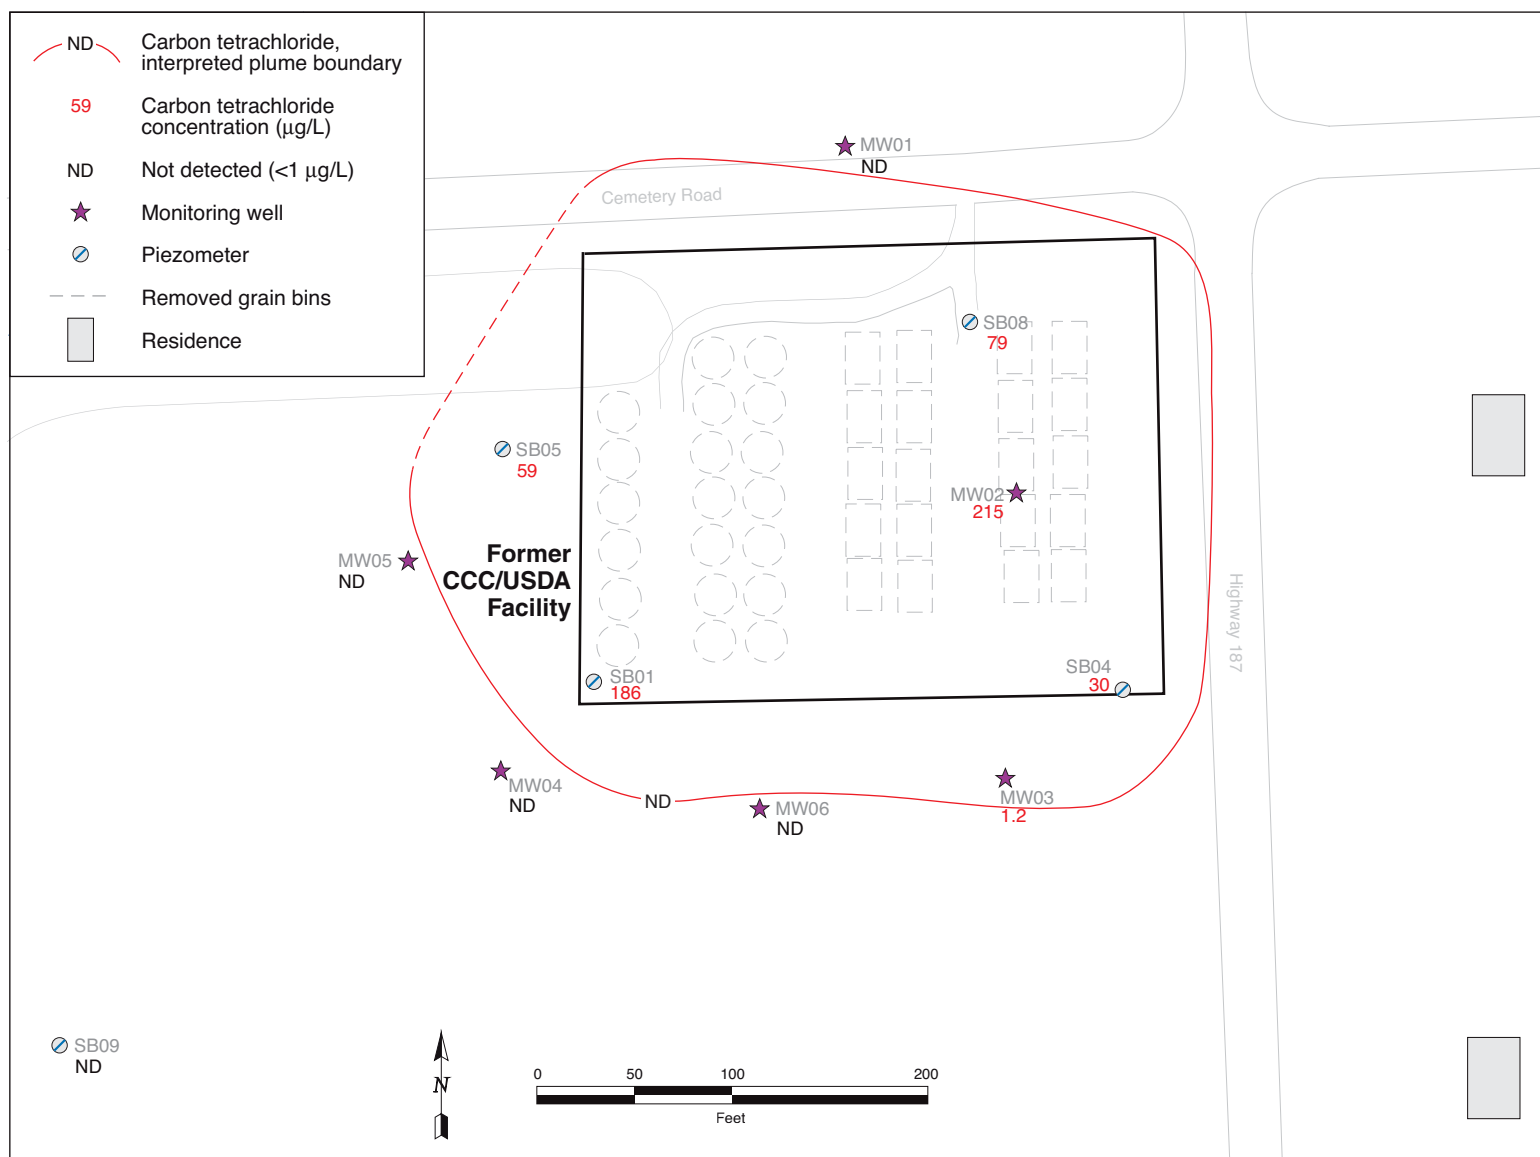 ND
Carbon tetrachloride,
interpreted plume boundary
59
Carbon tetrachloride
concentration (μg/L)
ND
Not detected (<1 μg/L)
Monitoring well
Piezometer
Removed grain bins
Residence
MW01
ND
Cemetery Road
SB08
79
SB05
59
MW02
215
MW05
ND
Former
CCC/USDA
Facility
Highway 187
SB01
186
SB04
30
MW04
ND
ND
MW06
ND
MW03
1.2
SB09
ND
N
0 50 100 200
Feet